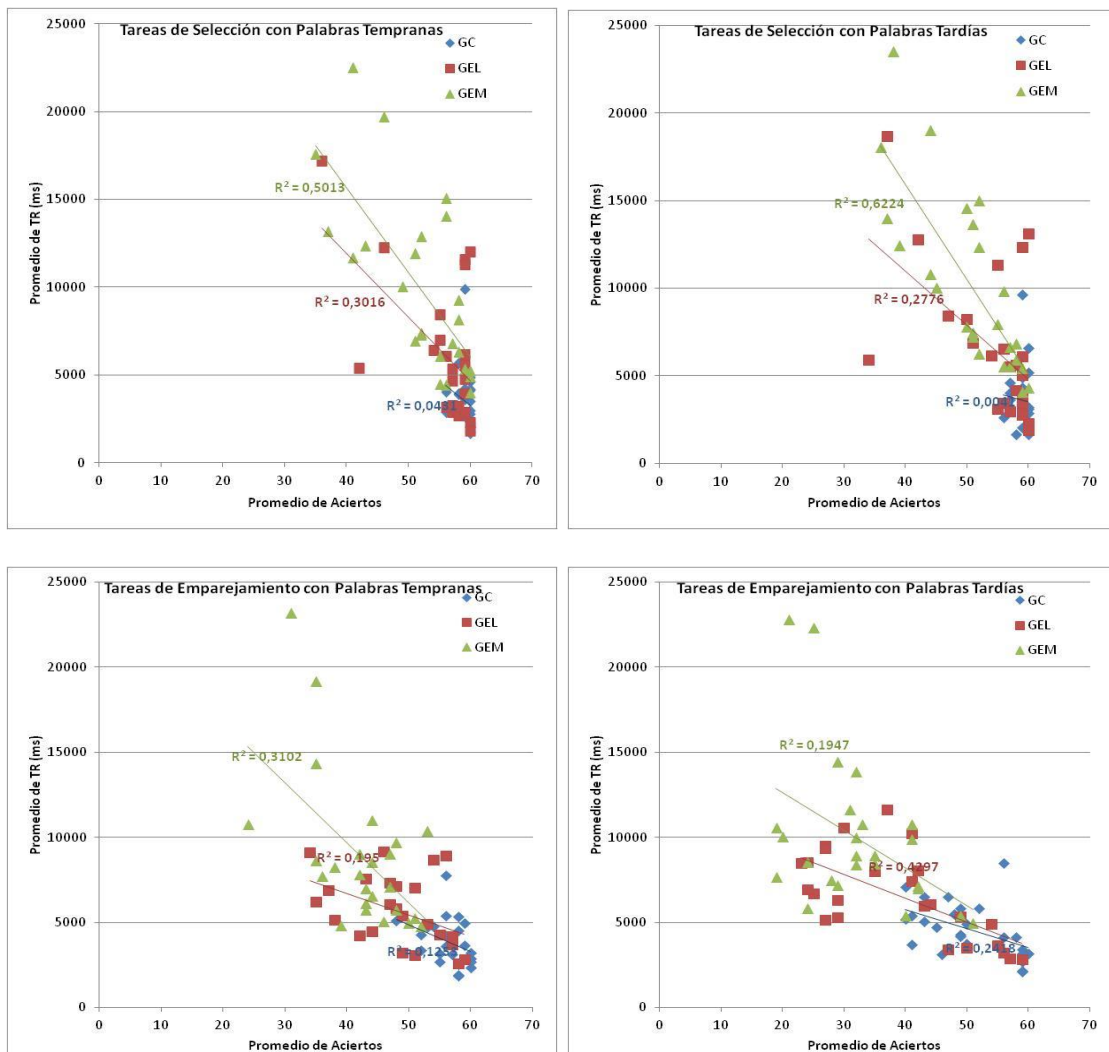 Tareas de Selección con Palabras Tempranas
GC
GEL
GEM
Promedio de TR (ms)
25000
20000
15000
10000
5000
0
R² = 0,5013
R² = 0,3016
0 10 20 30 40 50 60 70
Promedio de Aciertos
Tareas de Selección con Palabras Tardías
GC
GEL
GEM
Promedio de TR (ms)
25000
20000
15000
10000
5000
0
R² = 0,6224
R² = 0,2776
0 10 20 30 40 50 60 70
Promedio de Aciertos
Tareas de Emparejamiento con Palabras Tempranas
GC
GEL
GEM
Promedio de TR (ms)
25000
20000
15000
10000
5000
0
R² = 0,3102
R² = 0,195
0 10 20 30 40 50 60 70
Promedio de Aciertos
Tareas de Emparejamiento con Palabras Tardías
GC
GEL
GEM
Promedio de TR (ms)
25000
20000
15000
10000
5000
0
R² = 0,1947
R² = 0,4297
R² = 0,2418
0 10 20 30 40 50 60 70
Promedio de Aciertos